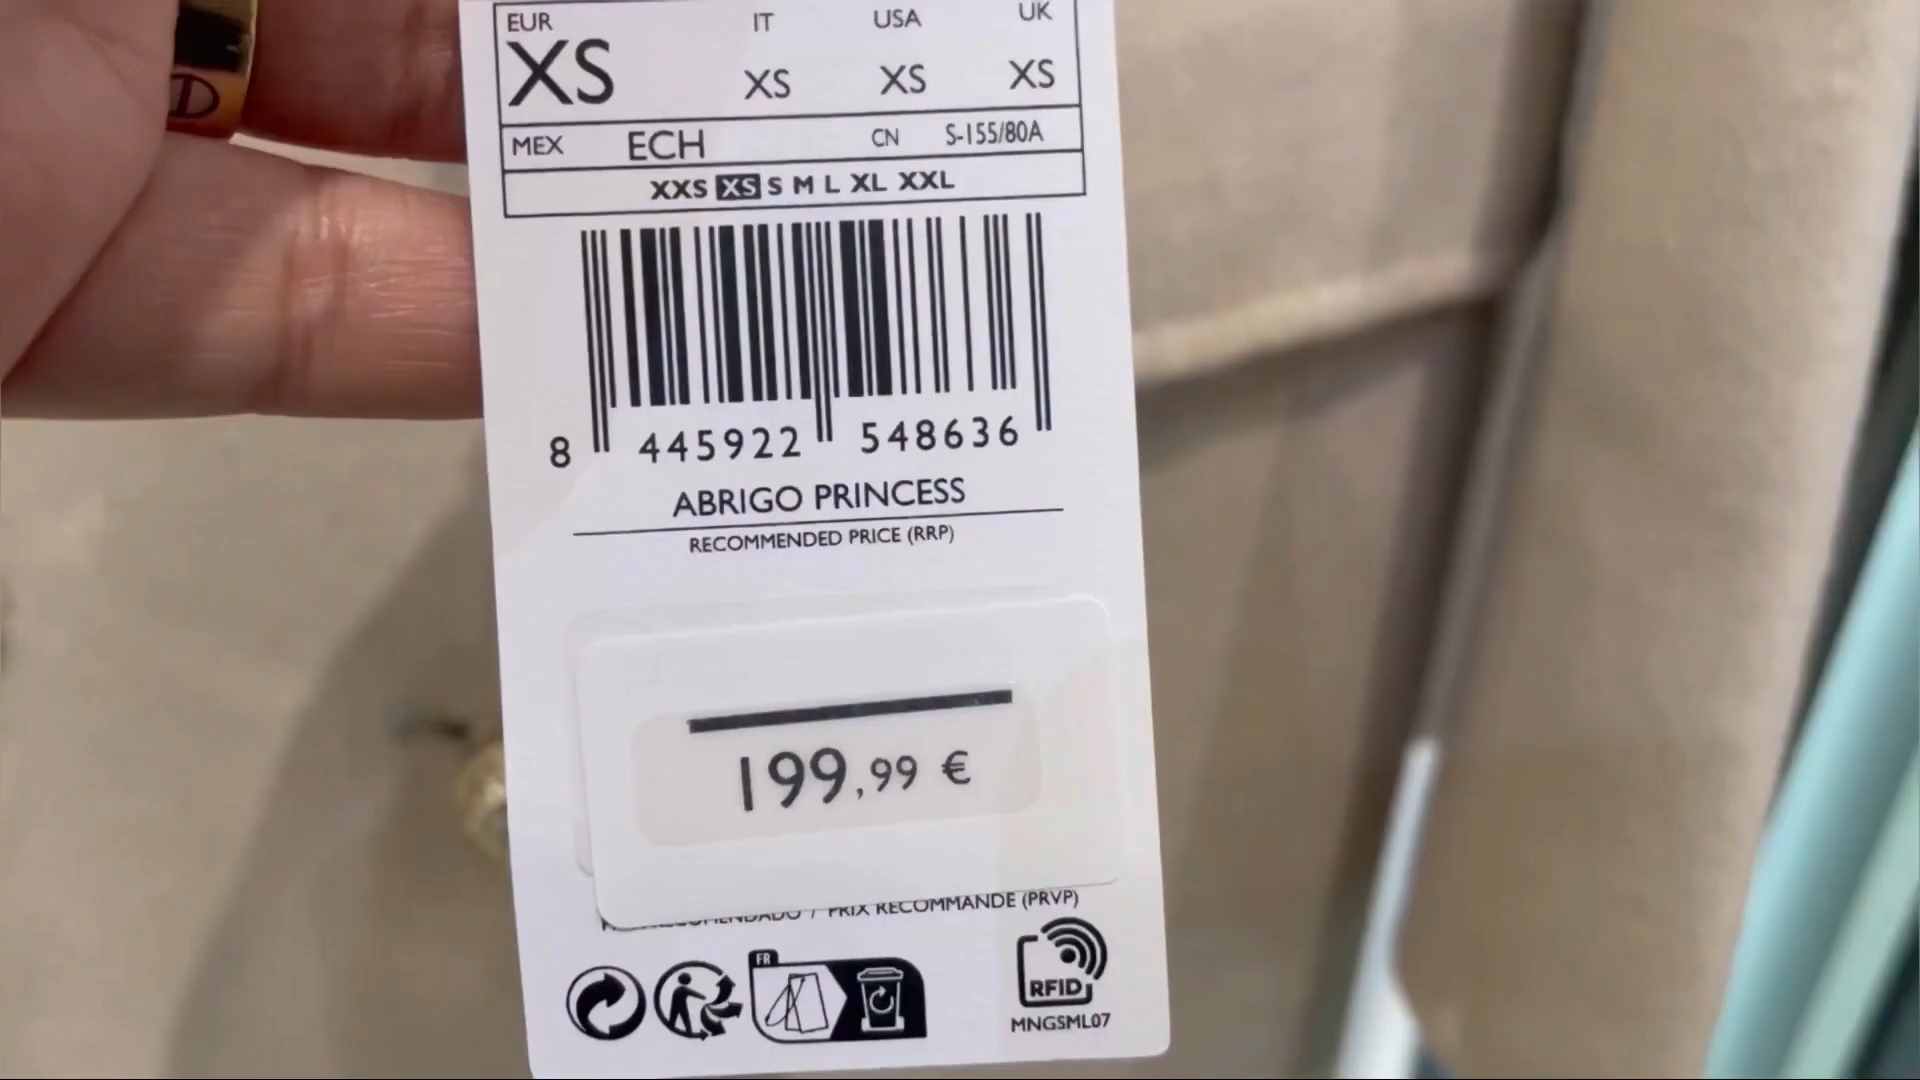 D
EUR IT USA UK
XS XS XS XS
MEX ECH CN S-155/80A
XXS XS S M L XL XXL
8 445922 548636
ABRIGO PRINCESS
RECOMMENDED PRICE (RRP)
199,99 €
RECOMENDADO / PRIX RECOMMANDE (PRVP)
FR
RFID
MNGSML07